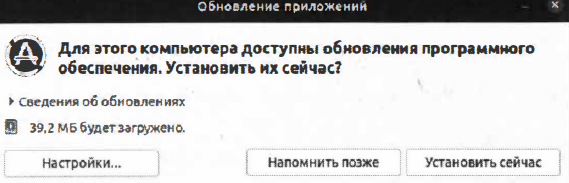 Обновление приложений
Для этого компьютера доступны обновления программного
обеспечения. Установить их сейчас?
Сведения об обновлениях
39,2 МБ будет загружено.
Настройки... Напомнить позже Установить сейчас